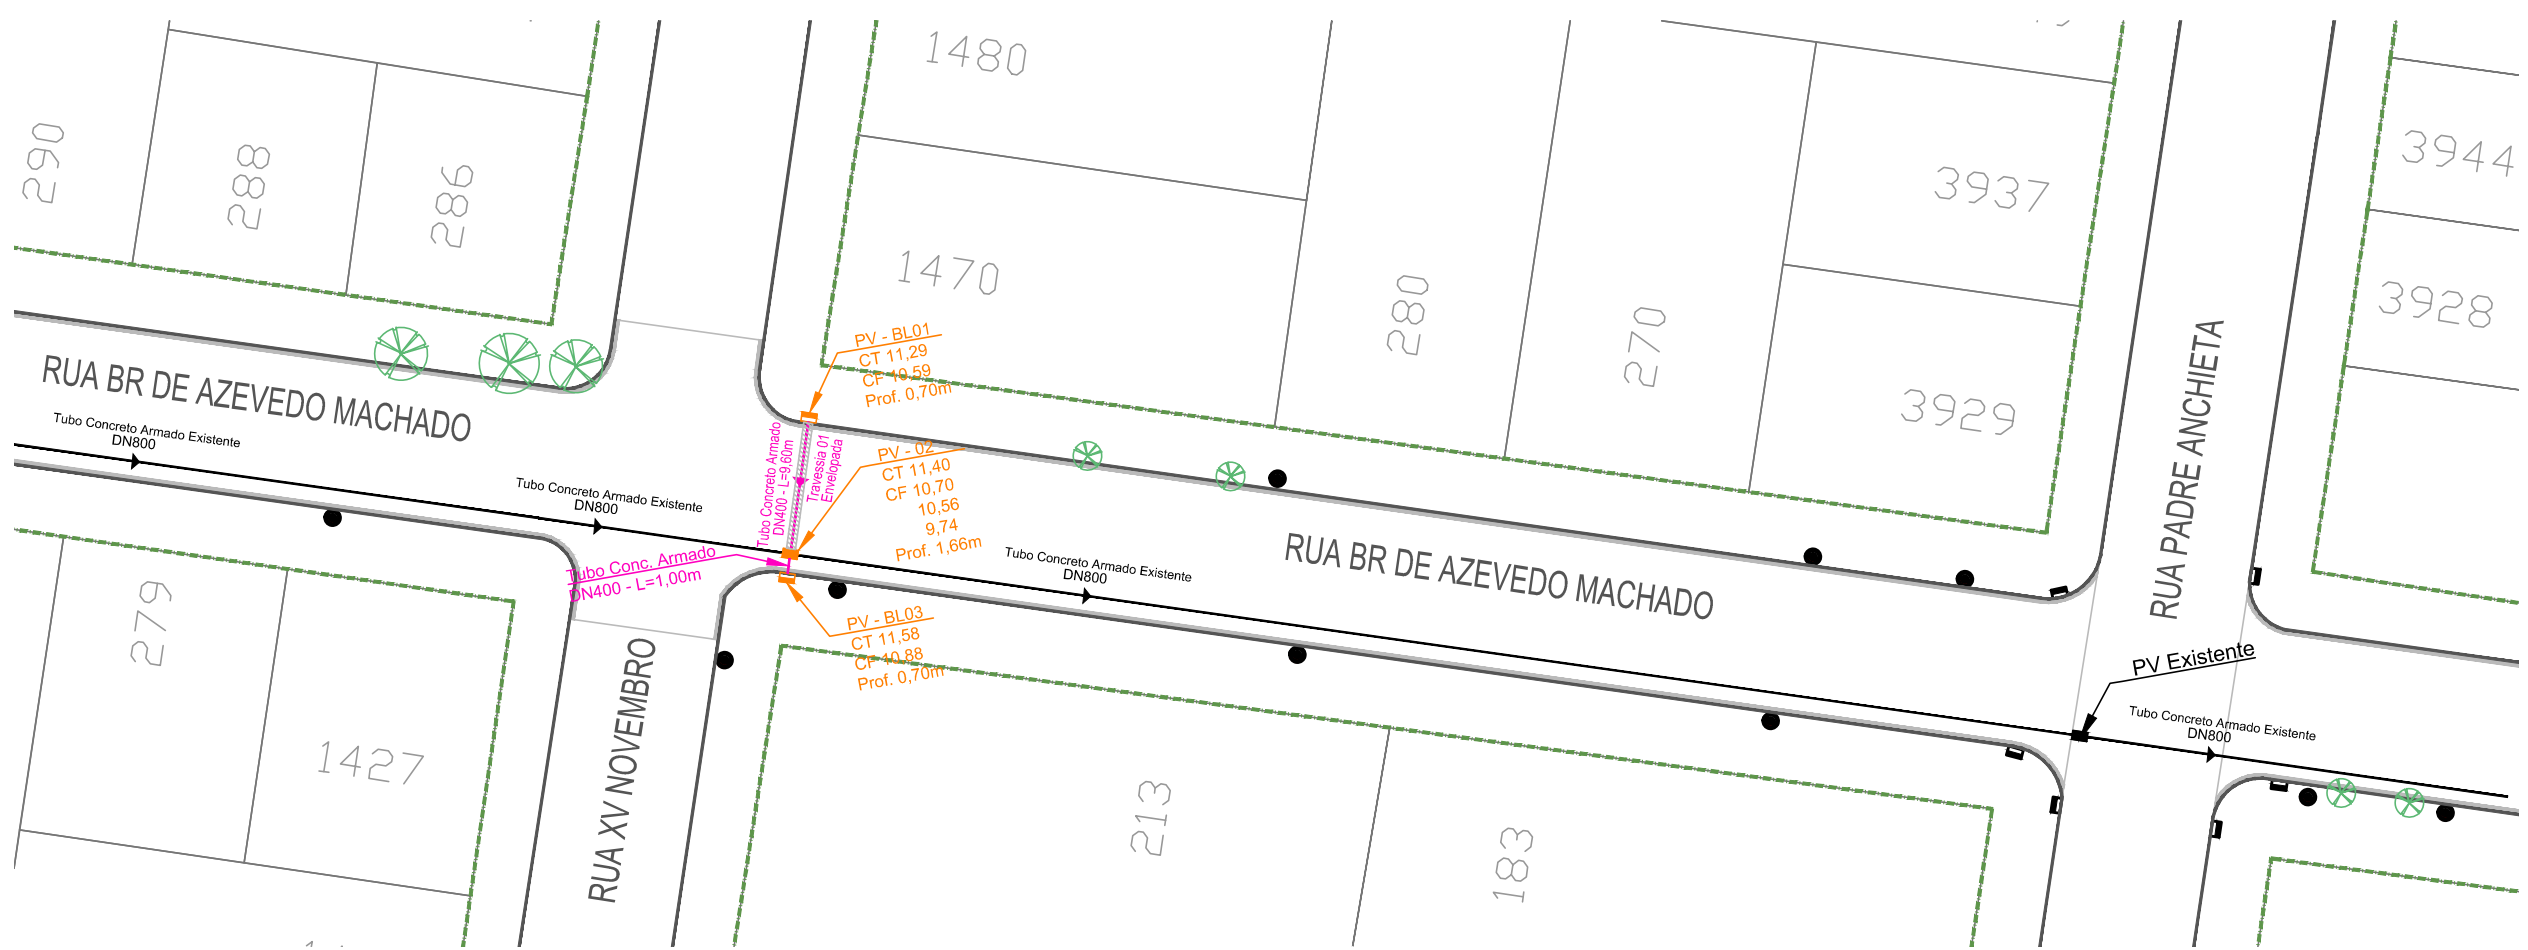 1480
290
288
286
3937
3944
1470
280
270
3928
3929
PV - BL01
CT 11,29
CF 10,59
Prof. 0,70m
RUA BR DE AZEVEDO MACHADO
Tubo Concreto Armado Existente
DN800
Tubo Concreto Armado
DN400 - L=9,60m
Travessia 01
Envelopada
PV - 02
CT 11,40
CF 10,70
10,56
9,74
Prof. 1,66m
Tubo Concreto Armado Existente
DN800
Tubo Conc. Armado
DN400 - L=1,00m
Tubo Concreto Armado Existente
DN800
RUA BR DE AZEVEDO MACHADO
RUA PADRE ANCHIETA
PV - BL03
CT 11,58
CF 10,88
Prof. 0,70m
279
1427
RUA XV NOVEMBRO
PV Existente
Tubo Concreto Armado Existente
DN800
213
183